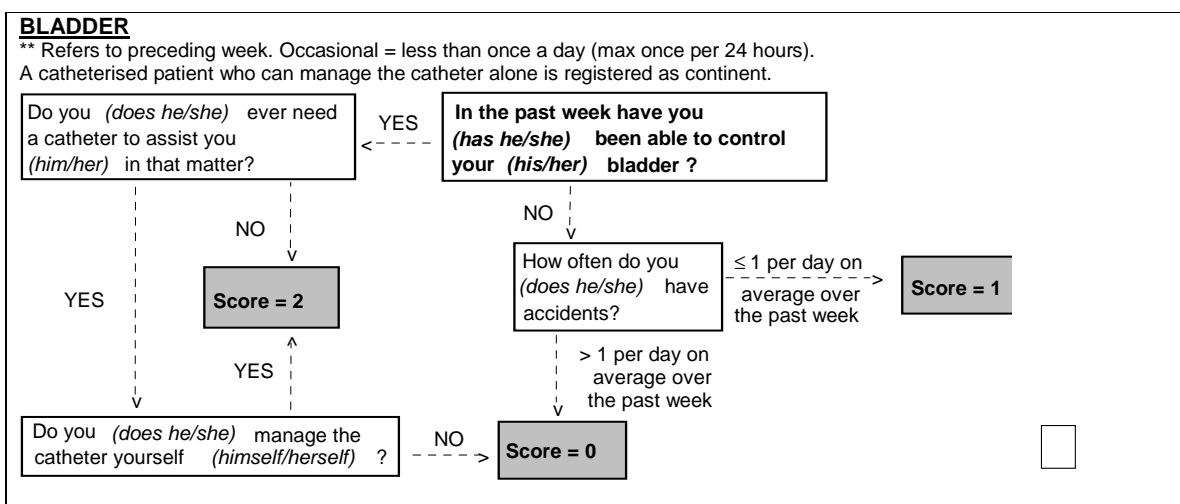 BLADDER
** Refers to preceding week. Occasional = less than once a day (max once per 24 hours).
A catheterised patient who can manage the catheter alone is registered as continent.
Do you (does he/she) ever need
a catheter to assist you
(him/her) in that matter?
YES
In the past week have you
(has he/she) been able to control
your (his/her) bladder ?
NO
NO
How often do you
(does he/she) have
accidents?
≤ 1 per day on
average over
the past week
Score = 1
YES
Score = 2
YES
> 1 per day on
average over
the past week
Do you (does he/she) manage the
catheter yourself (himself/herself) ?
NO
Score = 0